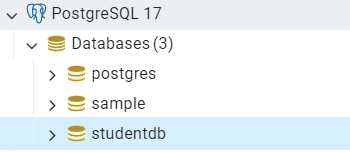 PostgreSQL 17
Databases (3)
postgres
sample
studentdb